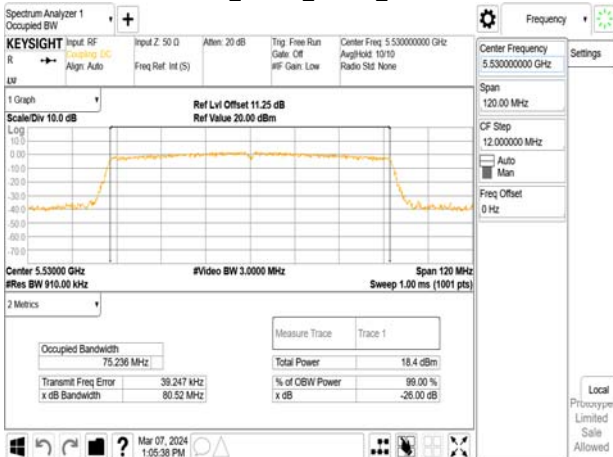 Spectrum Analyzer 1
Occupied BW
Frequency
KEYSIGHT
R
LXI
Input: RF
Coupling: DC
Align: Auto
Input Z: 50 Ω
Freq Ref: Int (S)
Atten: 20 dB
Trig: Free Run
Gate: Off
#IF Gain: Low
Center Freq: 5.530000000 GHz
Avg|Hold: 10/10
Radio Std: None
Center Frequency
5.530000000 GHz
Settings
Span
120.00 MHz
CF Step
12.000000 MHz
Auto
Man
Freq Offset
0 Hz
1 Graph
Scale/Div 10.0 dB
Ref Lvl Offset 11.25 dB
Ref Value 20.00 dBm
Log
10.0
0.00
-10.0
-20.0
-30.0
-40.0
-50.0
-60.0
-70.0
Center 5.53000 GHz
#Res BW 910.00 kHz
#Video BW 3.0000 MHz
Span 120 MHz
Sweep 1.00 ms (1001 pts)
2 Metrics
Measure Trace
Trace 1
Occupied Bandwidth
75.236 MHz
Total Power
18.4 dBm
Transmit Freq Error
39.247 kHz
% of OBW Power
99.00 %
x dB Bandwidth
80.52 MHz
x dB
-26.00 dB
Local
Prototype
Limited
Sale
Allowed
?
Mar 07, 2024
1:05:38 PM